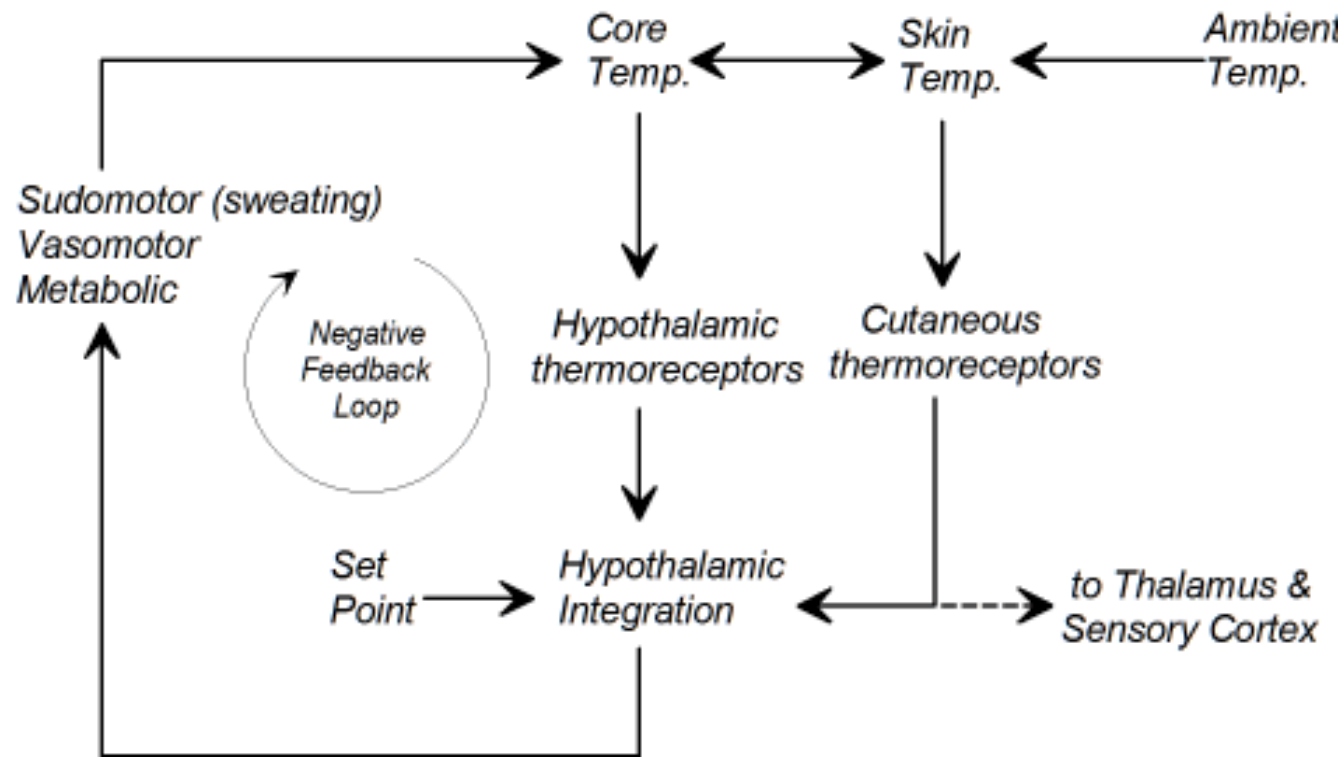 Core
Temp.
Skin
Temp.
Ambient
Temp.
Sudomotor (sweating)
Vasomotor
Metabolic
Negative
Feedback
Loop
Hypothalamic
thermoreceptors
Cutaneous
thermoreceptors
Set
Point
Hypothalamic
Integration
to Thalamus &
Sensory Cortex